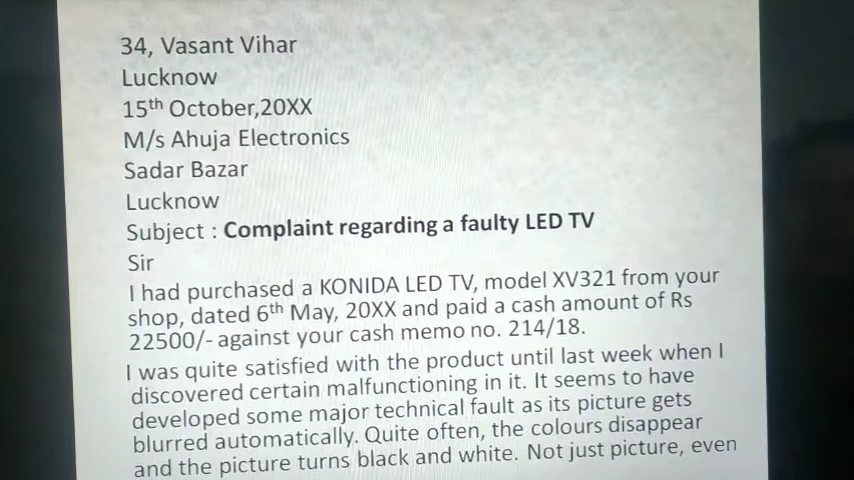 34, Vasant Vihar
Lucknow
15th October,20XX
M/s Ahuja Electronics
Sadar Bazar
Lucknow
Subject : Complaint regarding a faulty LED TV
Sir
I had purchased a KONIDA LED TV, model XV321 from your
shop, dated 6th May, 20XX and paid a cash amount of Rs
22500/- against your cash memo no. 214/18.
I was quite satisfied with the product until last week when I
discovered certain malfunctioning in it. It seems to have
developed some major technical fault as its picture gets
blurred automatically. Quite often, the colours disappear
and the picture turns black and white. Not just picture, even